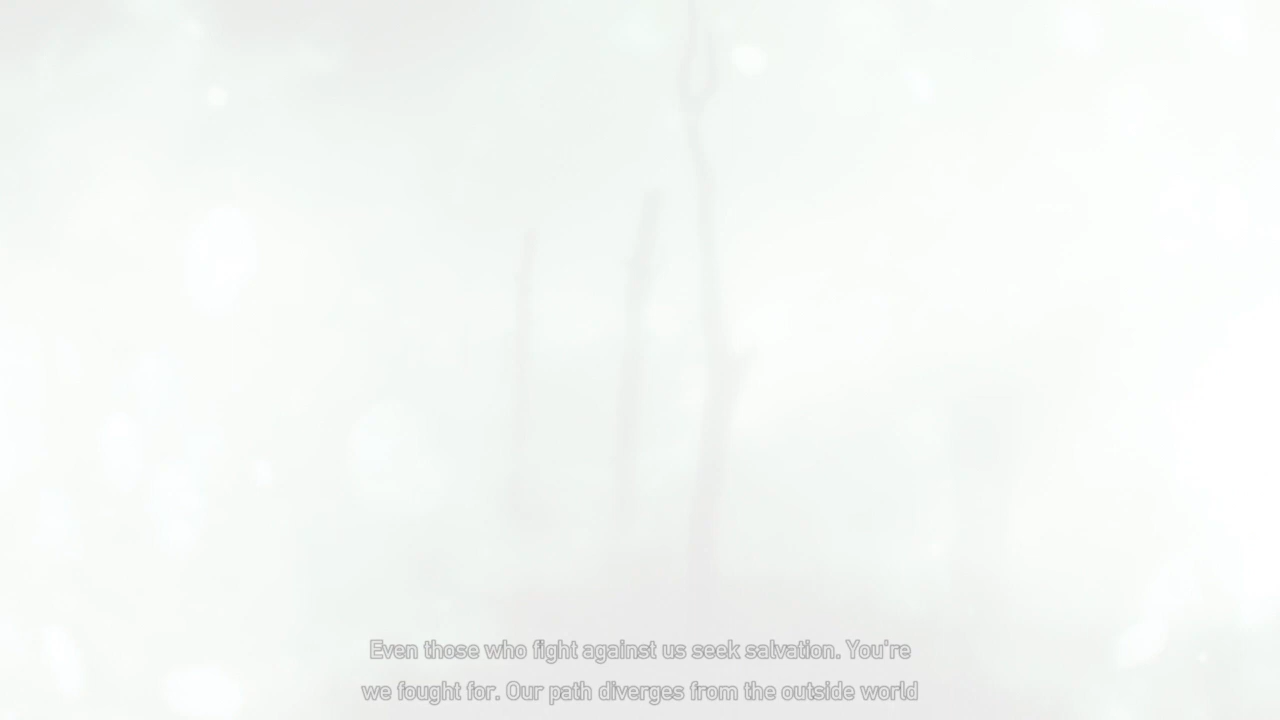 Even those who fight against us seek salvation. You're
we fought for. Our path diverges from the outside world